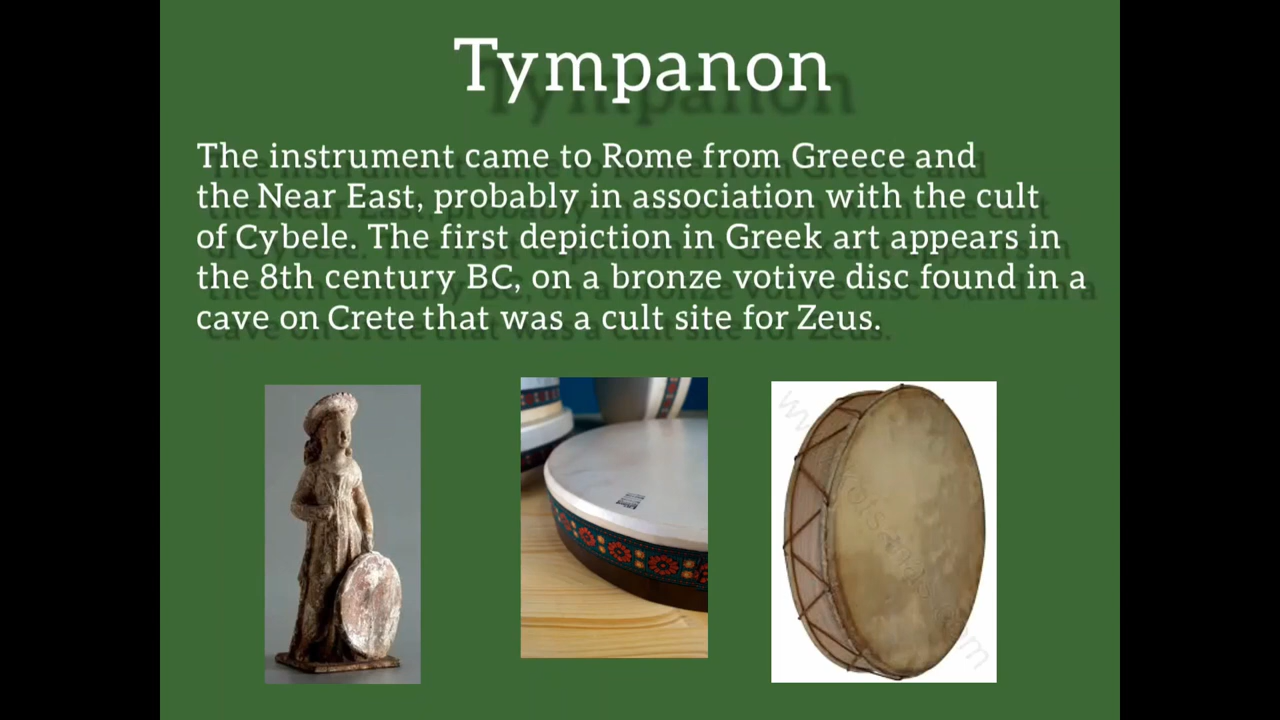 Tympanon
The instrument came to Rome from Greece and
the Near East, probably in association with the cult
of Cybele. The first depiction in Greek art appears in
the 8th century BC, on a bronze votive disc found in a
cave on Crete that was a cult site for Zeus.